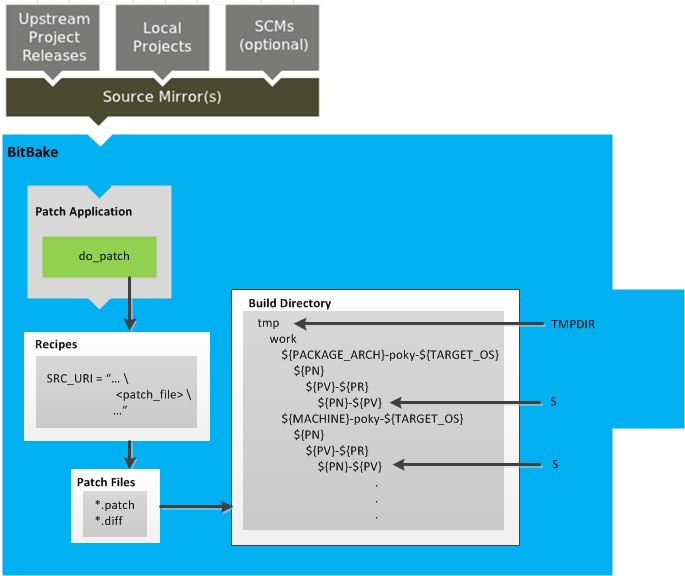 Upstream
Project
Releases
Local
Projects
SCMs
(optional)
Source Mirror(s)
BitBake
Patch Application
do_patch
Recipes
SRC_URI = “… \
<patch_file> \
…”
Patch Files
*.patch
*.diff
Build Directory
tmp
work
${PACKAGE_ARCH}-poky-${TARGET_OS}
${PN}
${PV}-${PR}
${PN}-${PV}
${MACHINE}-poky-${TARGET_OS}
${PN}
${PV}-${PR}
${PN}-${PV}
.
.
.
TMPDIR
S
S